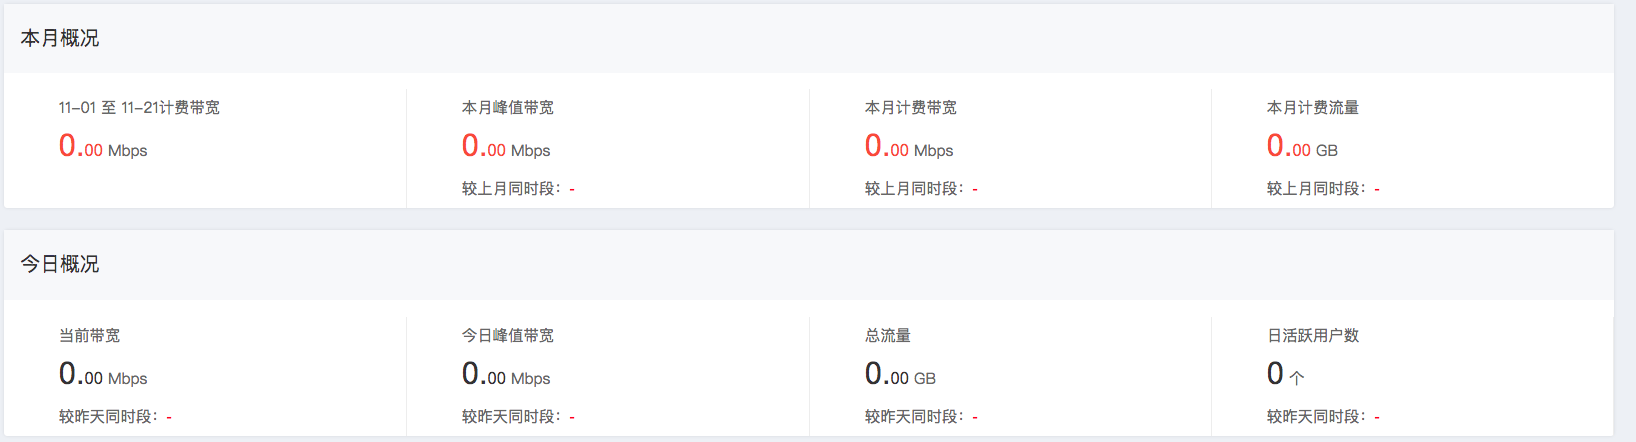 本月概况
11-01 至 11-21计费带宽
本月峰值带宽
本月计费带宽
本月计费流量
0.00 Mbps
0.00 Mbps
0.00 Mbps
0.00 GB
较上月同时段：-
较上月同时段：-
较上月同时段：-
今日概况
当前带宽
今日峰值带宽
总流量
日活跃用户数
0.00 Mbps
0.00 Mbps
0.00 GB
0 个
较昨天同时段：-
较昨天同时段：-
较昨天同时段：-
较昨天同时段：-